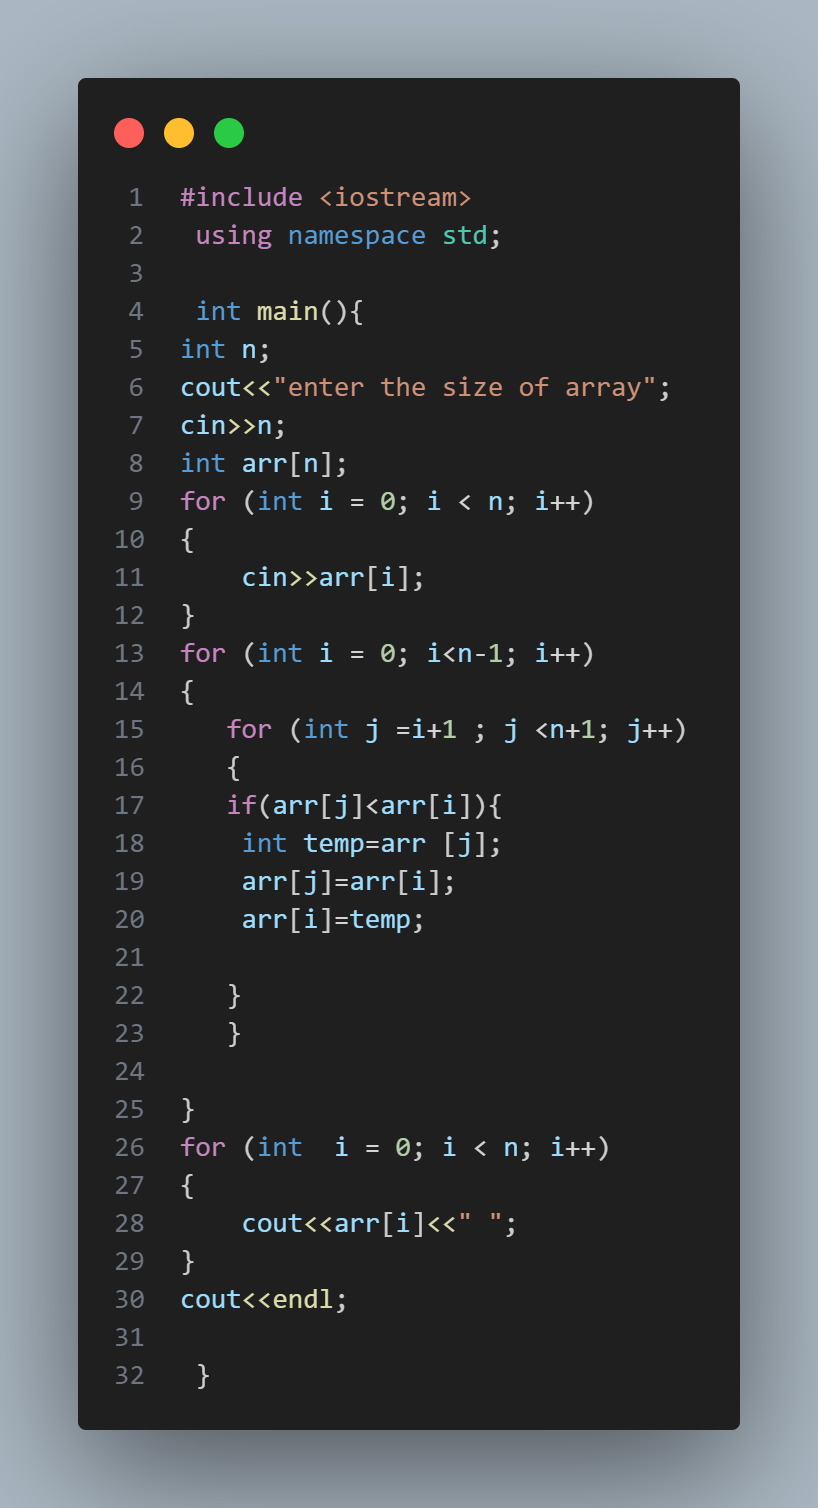 1 #include <iostream>
2  using namespace std;
3
4  int main(){
5 int n;
6 cout<<"enter the size of array";
7 cin>>n;
8 int arr[n];
9 for (int i = 0; i < n; i++)
10 {
11     cin>>arr[i];
12 }
13 for (int i = 0; i<n-1; i++)
14 {
15    for (int j =i+1 ; j <n+1; j++)
16    {
17    if(arr[j]<arr[i]){
18     int temp=arr [j];
19     arr[j]=arr[i];
20     arr[i]=temp;
21
22    }
23    }
24
25 }
26 for (int  i = 0; i < n; i++)
27 {
28     cout<<arr[i]<<" ";
29 }
30 cout<<endl;
31
32  }